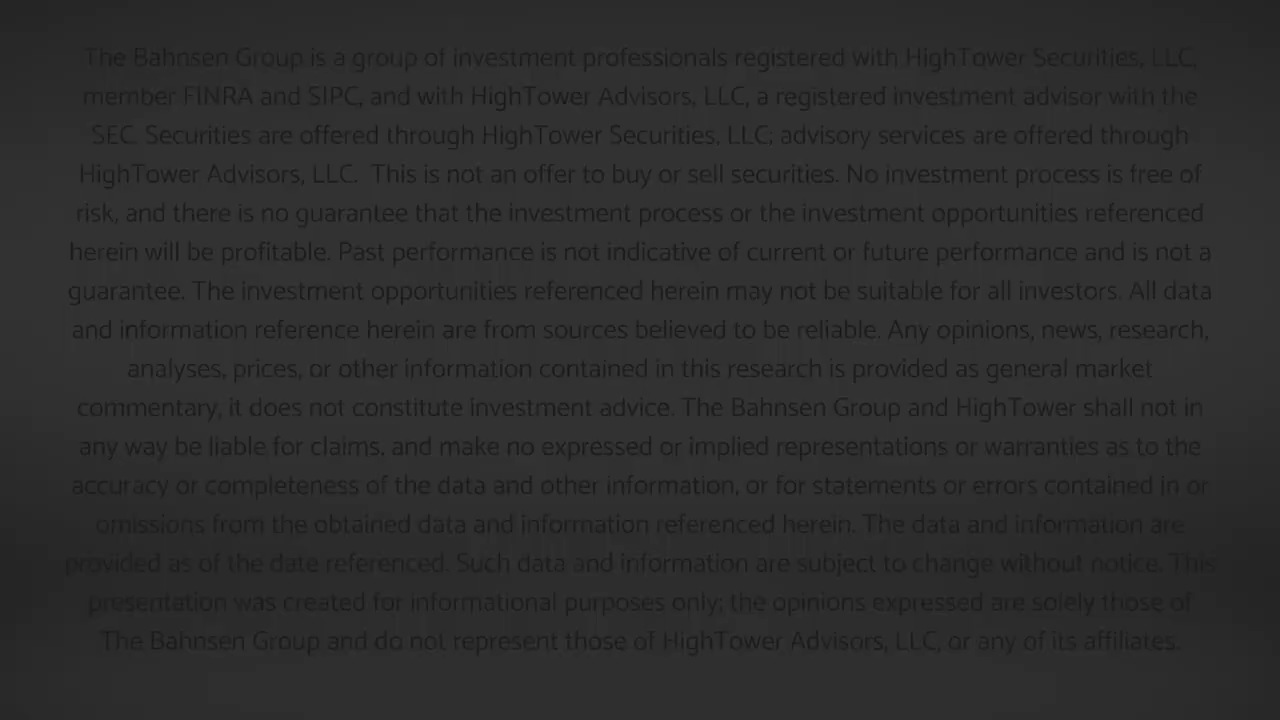 The Bahnsen Group is a group of investment professionals registered with HighTower Securities, LLC,
member FINRA and SIPC, and with HighTower Advisors, LLC, a registered investment advisor with the
SEC. Securities are offered through HighTower Securities, LLC; advisory services are offered through
HighTower Advisors, LLC. This is not an offer to buy or sell securities. No investment process is free of
risk, and there is no guarantee that the investment process or the investment opportunities referenced
herein will be profitable. Past performance is not indicative of current or future performance and is not a
guarantee. The investment opportunities referenced herein may not be suitable for all investors. All data
and information reference herein are from sources believed to be reliable. Any opinions, news, research,
analyses, prices, or other information contained in this research is provided as general market
commentary, it does not constitute investment advice. The Bahnsen Group and HighTower shall not in
any way be liable for claims, and make no expressed or implied representations or warranties as to the
accuracy or completeness of the data and other information, or for statements or errors contained in or
omissions from the obtained data and information referenced herein. The data and information are
provided as of the date referenced. Such data and information are subject to change without notice. This
presentation was created for informational purposes only; the opinions expressed are solely those of
The Bahnsen Group and do not represent those of HighTower Advisors, LLC, or any of its affiliates.